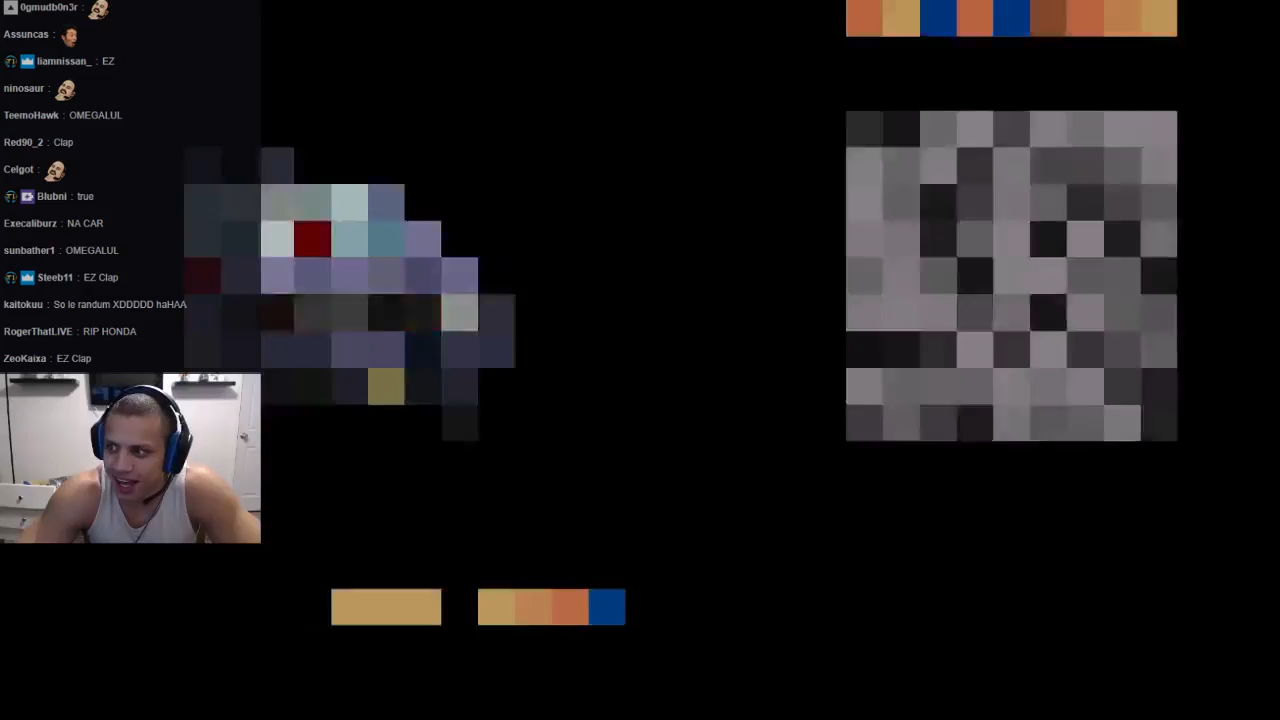 0gmudb0n3r :
Assuncas :
liamnissan_ : EZ
ninosaur :
TeemoHawk : OMEGALUL
Red90_2 : Clap
Celgot :
Blubni : true
Execaliburz : NA CAR
sunbather1 : OMEGALUL
Steeb11 : EZ Clap
kaitokuu : So le randum XDDDDD haHAA
RogerThatLIVE : RIP HONDA
ZeoKaixa : EZ Clap